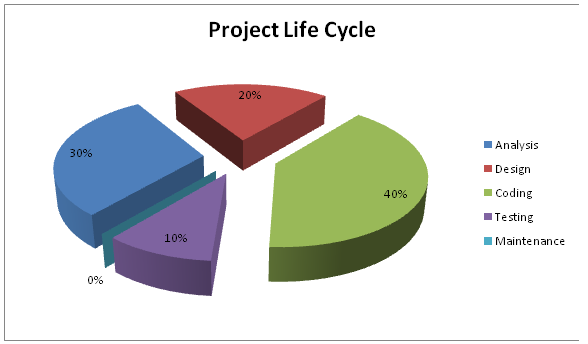 Project Life Cycle
20%
30%
40%
10%
0%
Analysis
Design
Coding
Testing
Maintenance